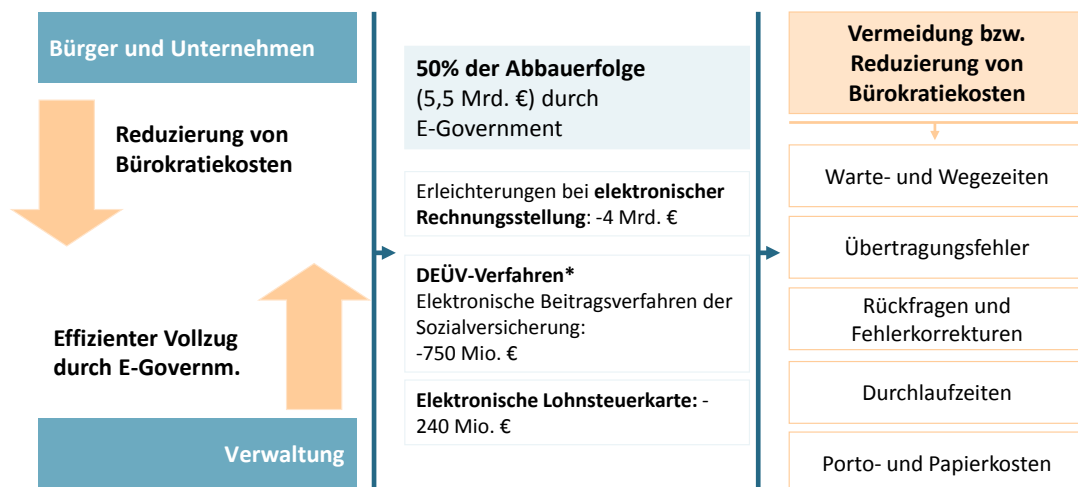 Bürger und Unternehmen
Reduzierung von
Bürokratiekosten
Effizienter Vollzug
durch E-Governm.
Verwaltung
50% der Abbauerfolge
(5,5 Mrd. €) durch
E-Government
Erleichterungen bei elektronischer
Rechnungsstellung: -4 Mrd. €
DEÜV-Verfahren*
Elektronische Beitragsverfahren der
Sozialversicherung:
-750 Mio. €
Elektronische Lohnsteuerkarte: -
240 Mio. €
Vermeidung bzw.
Reduzierung von
Bürokratiekosten
Warte- und Wegezeiten
Übertragungsfehler
Rückfragen und
Fehlerkorrekturen
Durchlaufzeiten
Porto- und Papierkosten